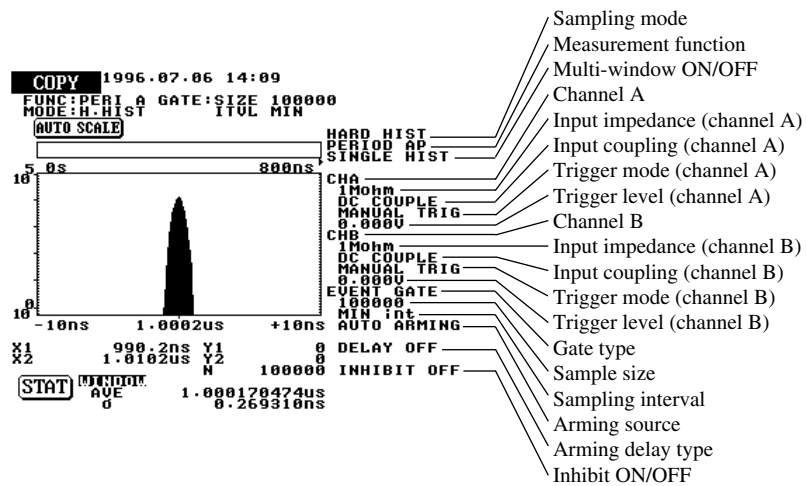 COPY 1996.07.06 14:09
FUNC:PERI A GATE:SIZE 100000
MODE:H.HIST ITVL MIN
AUTO SCALE
0s 800ns
10 5
10 0
-10ns 1.0002us +10ns
X1 990.2ns Y1 0
X2 1.0102us Y2 0
N 100000
STAT WINDOW
AVE 1.000170474us
σ 0.269310ns
HARD HIST
PERIOD AP
SINGLE HIST
CHA
1Mohm
DC COUPLE
MANUAL TRIG
0.000V
CHB
1Mohm
DC COUPLE
MANUAL TRIG
0.000V
EVENT GATE
100000
MIN int
AUTO ARMING
DELAY OFF
INHIBIT OFF
Sampling mode
Measurement function
Multi-window ON/OFF
Channel A
Input impedance (channel A)
Input coupling (channel A)
Trigger mode (channel A)
Trigger level (channel A)
Channel B
Input impedance (channel B)
Input coupling (channel B)
Trigger mode (channel B)
Trigger level (channel B)
Gate type
Sample size
Sampling interval
Arming source
Arming delay type
Inhibit ON/OFF